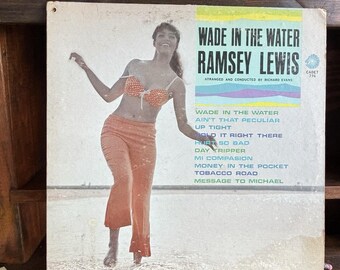 WADE IN THE WATER
RAMSEY LEWIS
ARRANGED AND CONDUCTED BY RICHARD EVANS
CADET
WADE IN THE WATER
AIN'T THAT PECULIAR
UP TIGHT
HOLD IT RIGHT THERE
HURT SO BAD
DAY TRIPPER
MI COMPASION
MONEY IN THE POCKET
TOBACCO ROAD
MESSAGE TO MICHAEL